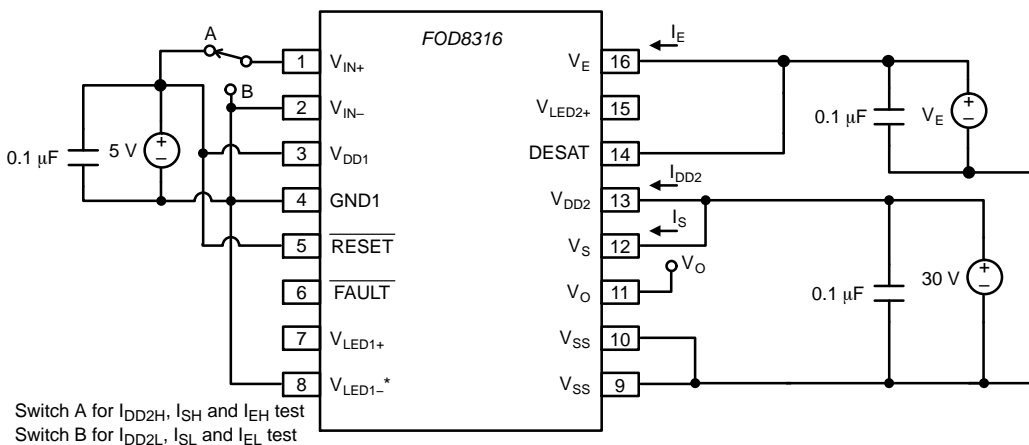 A
FOD8316
I_E
1
V_IN+
V_E
16
B
2
V_IN–
V_LED2+
15
0.1 µF
5 V
+
–
3
V_DD1
DESAT
14
0.1 µF
V_E
+
–
I_DD2
4
GND1
V_DD2
13
I_S
5
RESET
V_S
12
V_O
6
FAULT
V_O
11
0.1 µF
30 V
+
–
7
V_LED1+
V_SS
10
8
V_LED1–*
V_SS
9
Switch A for I_DD2H, I_SH and I_EH test
Switch B for I_DD2L, I_SL and I_EL test